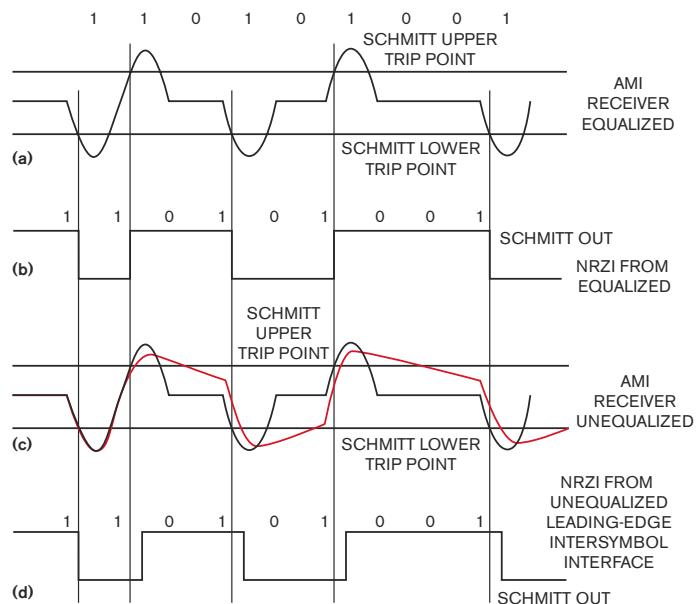 1 1 0 1 0 1 0 0 1
SCHMITT UPPER
TRIP POINT
AMI
RECEIVER
EQUALIZED
SCHMITT LOWER
TRIP POINT
(a)
1 1 0 1 0 1 0 0 1
SCHMITT OUT
(b)
NRZI FROM
EQUALIZED
SCHMITT
UPPER
TRIP POINT
AMI
RECEIVER
UNEQUALIZED
(c)
SCHMITT LOWER
TRIP POINT
NRZI FROM
UNEQUALIZED
LEADING-EDGE
INTERSYMBOL
INTERFACE
1 1 0 1 0 1 0 0 1
(d)
SCHMITT OUT